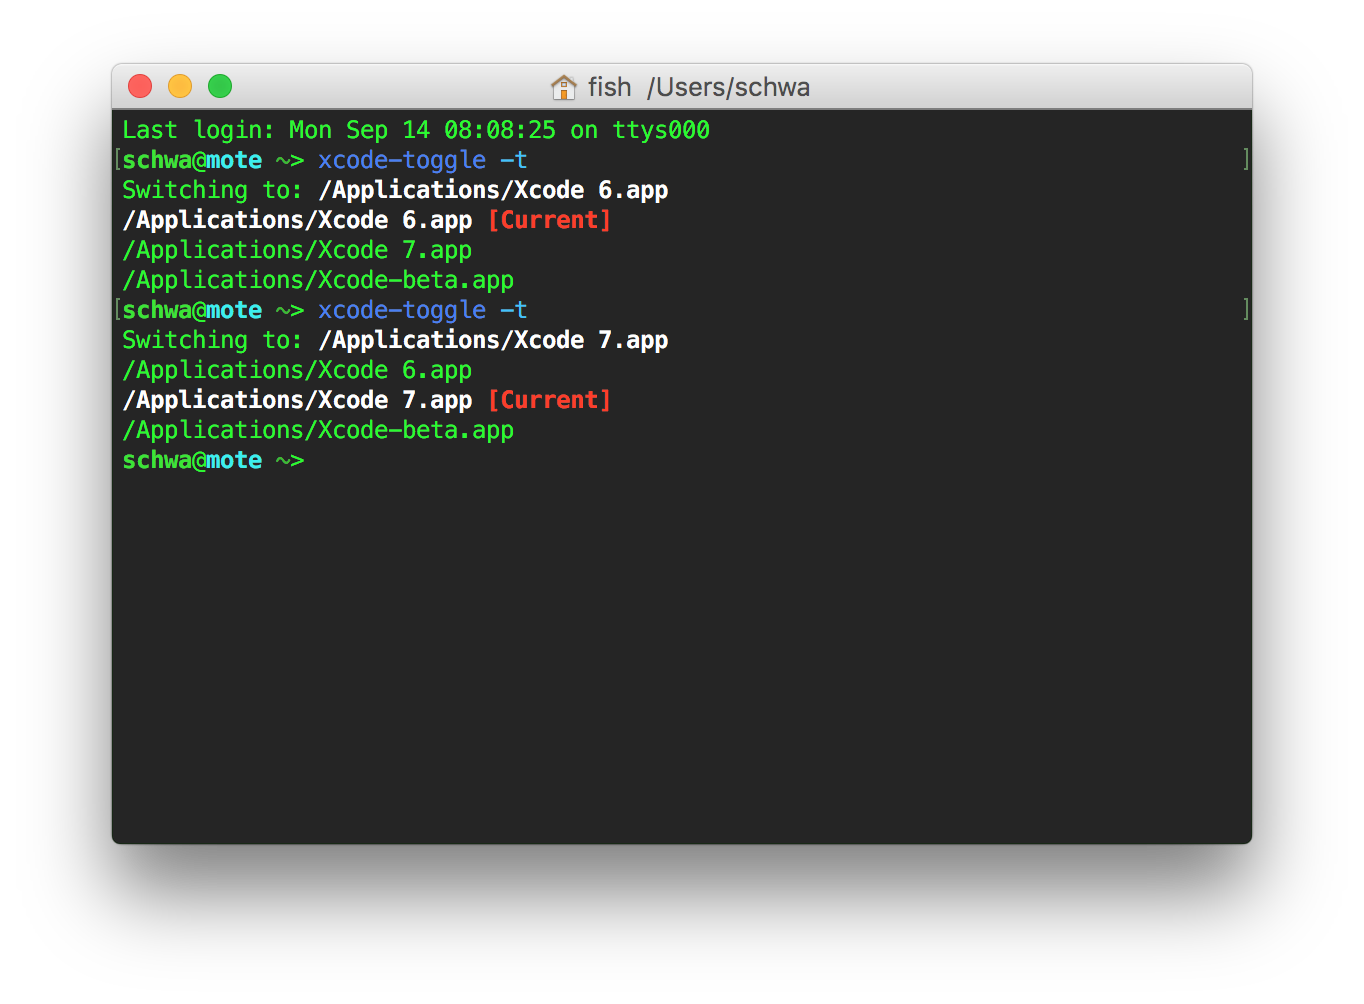 fish /Users/schwa
Last login: Mon Sep 14 08:08:25 on ttys000
[schwa@mote ~> xcode-toggle -t ]
Switching to: /Applications/Xcode 6.app
/Applications/Xcode 6.app [Current]
/Applications/Xcode 7.app
/Applications/Xcode-beta.app
[schwa@mote ~> xcode-toggle -t ]
Switching to: /Applications/Xcode 7.app
/Applications/Xcode 6.app
/Applications/Xcode 7.app [Current]
/Applications/Xcode-beta.app
schwa@mote ~>